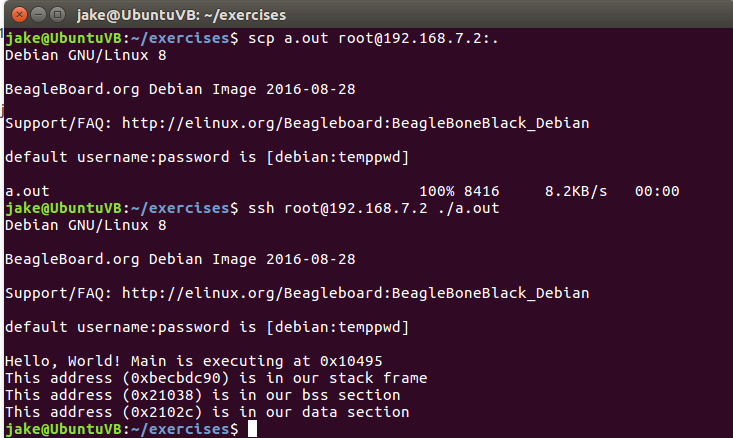 jake@UbuntuVB: ~/exercises
jake@UbuntuVB:~/exercises$ scp a.out root@192.168.7.2:.
Debian GNU/Linux 8
BeagleBoard.org Debian Image 2016-08-28
Support/FAQ: http://elinux.org/Beagleboard:BeagleBoneBlack_Debian
default username:password is [debian:temppwd]
a.out 100% 8416 8.2KB/s 00:00
jake@UbuntuVB:~/exercises$ ssh root@192.168.7.2 ./a.out
Debian GNU/Linux 8
BeagleBoard.org Debian Image 2016-08-28
Support/FAQ: http://elinux.org/Beagleboard:BeagleBoneBlack_Debian
default username:password is [debian:temppwd]
Hello, World! Main is executing at 0x10495
This address (0xbecbdc90) is in our stack frame
This address (0x21038) is in our bss section
This address (0x2102c) is in our data section
jake@UbuntuVB:~/exercises$